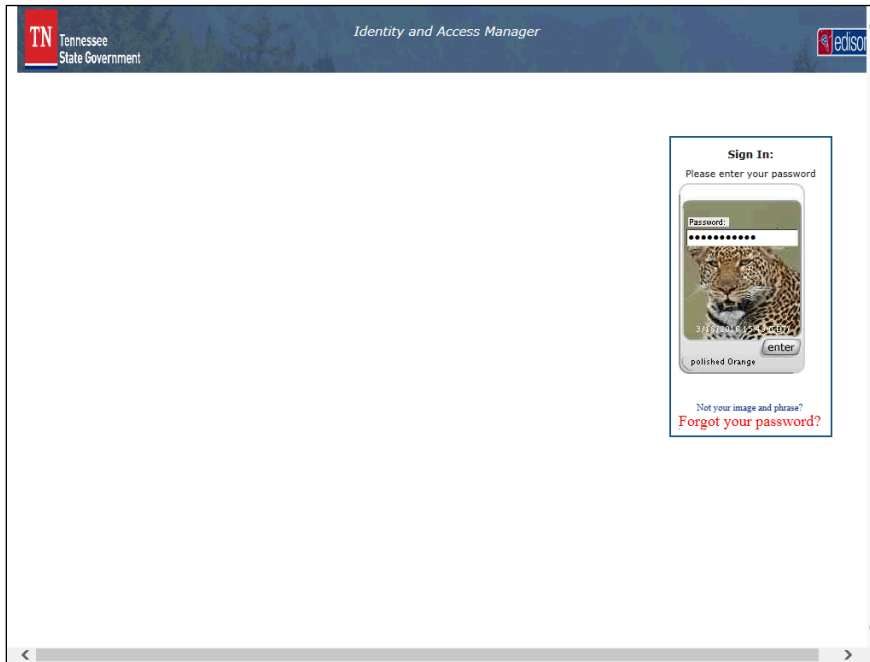 TN Tennessee
State Government
Identity and Access Manager
edison
Sign In:
Please enter your password
Password:
•••••••••••
enter
polished Orange
Not your image and phrase?
Forgot your password?